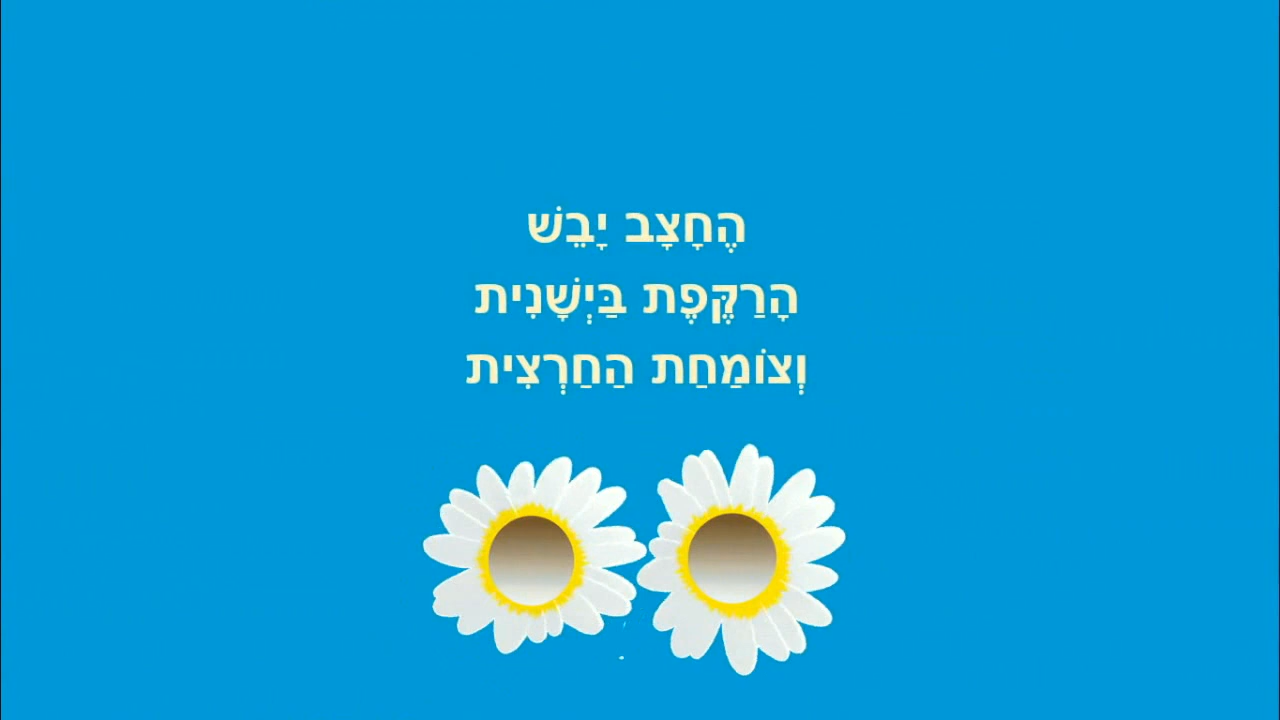 הֶחָצָב יָבֵשׁ
הָרַקֶּפֶת בַּיְשָׁנִית
וְצוֹמַחַת הַחַרְצִית